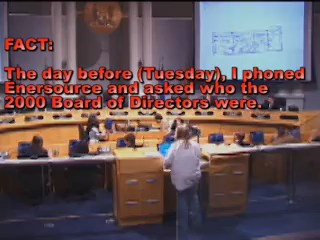 FACT:
The day before (Tuesday), I phoned
Enersource and asked who the
2000 Board of Directors were.